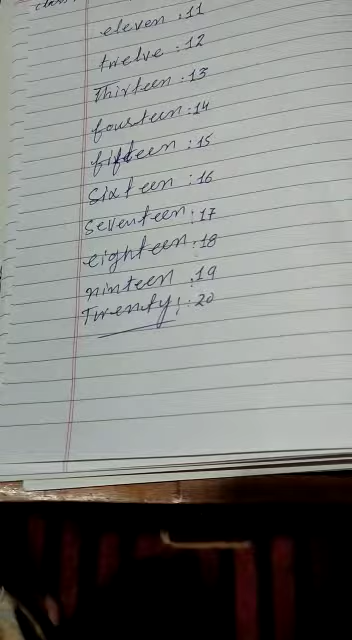 class
eleven : 11
twelve : 12
Thirteen : 13
fourteen : 14
fifteen : 15
sixteen : 16
seventeen : 17
eighteen : 18
ninteen : 19
Twenty : 20